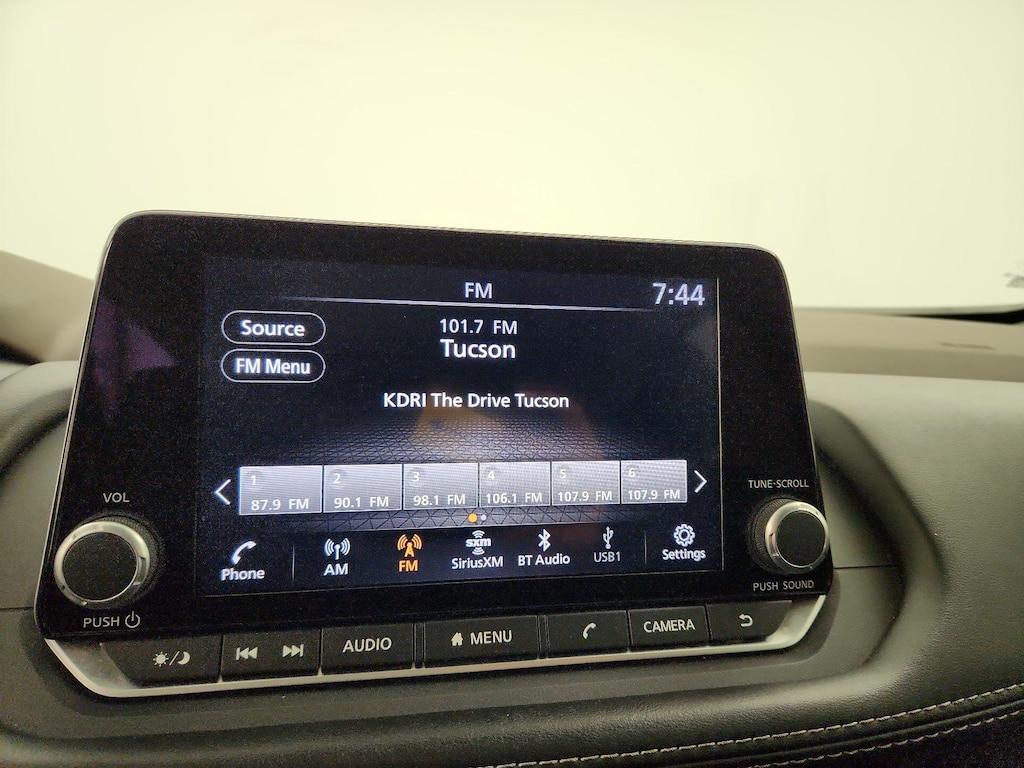 FM
7:44
Source
101.7 FM
Tucson
FM Menu
KDRI The Drive Tucson
1 2 3 4 5 6
87.9 FM 90.1 FM 98.1 FM 106.1 FM 107.9 FM 107.9 FM
VOL
TUNE·SCROLL
Phone AM FM SiriusXM BT Audio USB1 Settings
sxm
PUSH
PUSH SOUND
AUDIO MENU CAMERA